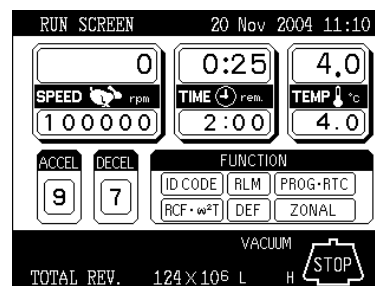 RUN SCREEN 20 Nov 2004 11:10
0 0:25 4.0
SPEED rpm TIME rem. TEMP °c
100000 2:00 4.0
ACCEL DECEL FUNCTION
ID CODE RLM PROG·RTC
9 7
RCF·ω²T DEF ZONAL
VACUUM
TOTAL REV. 124×10⁶ L H STOP